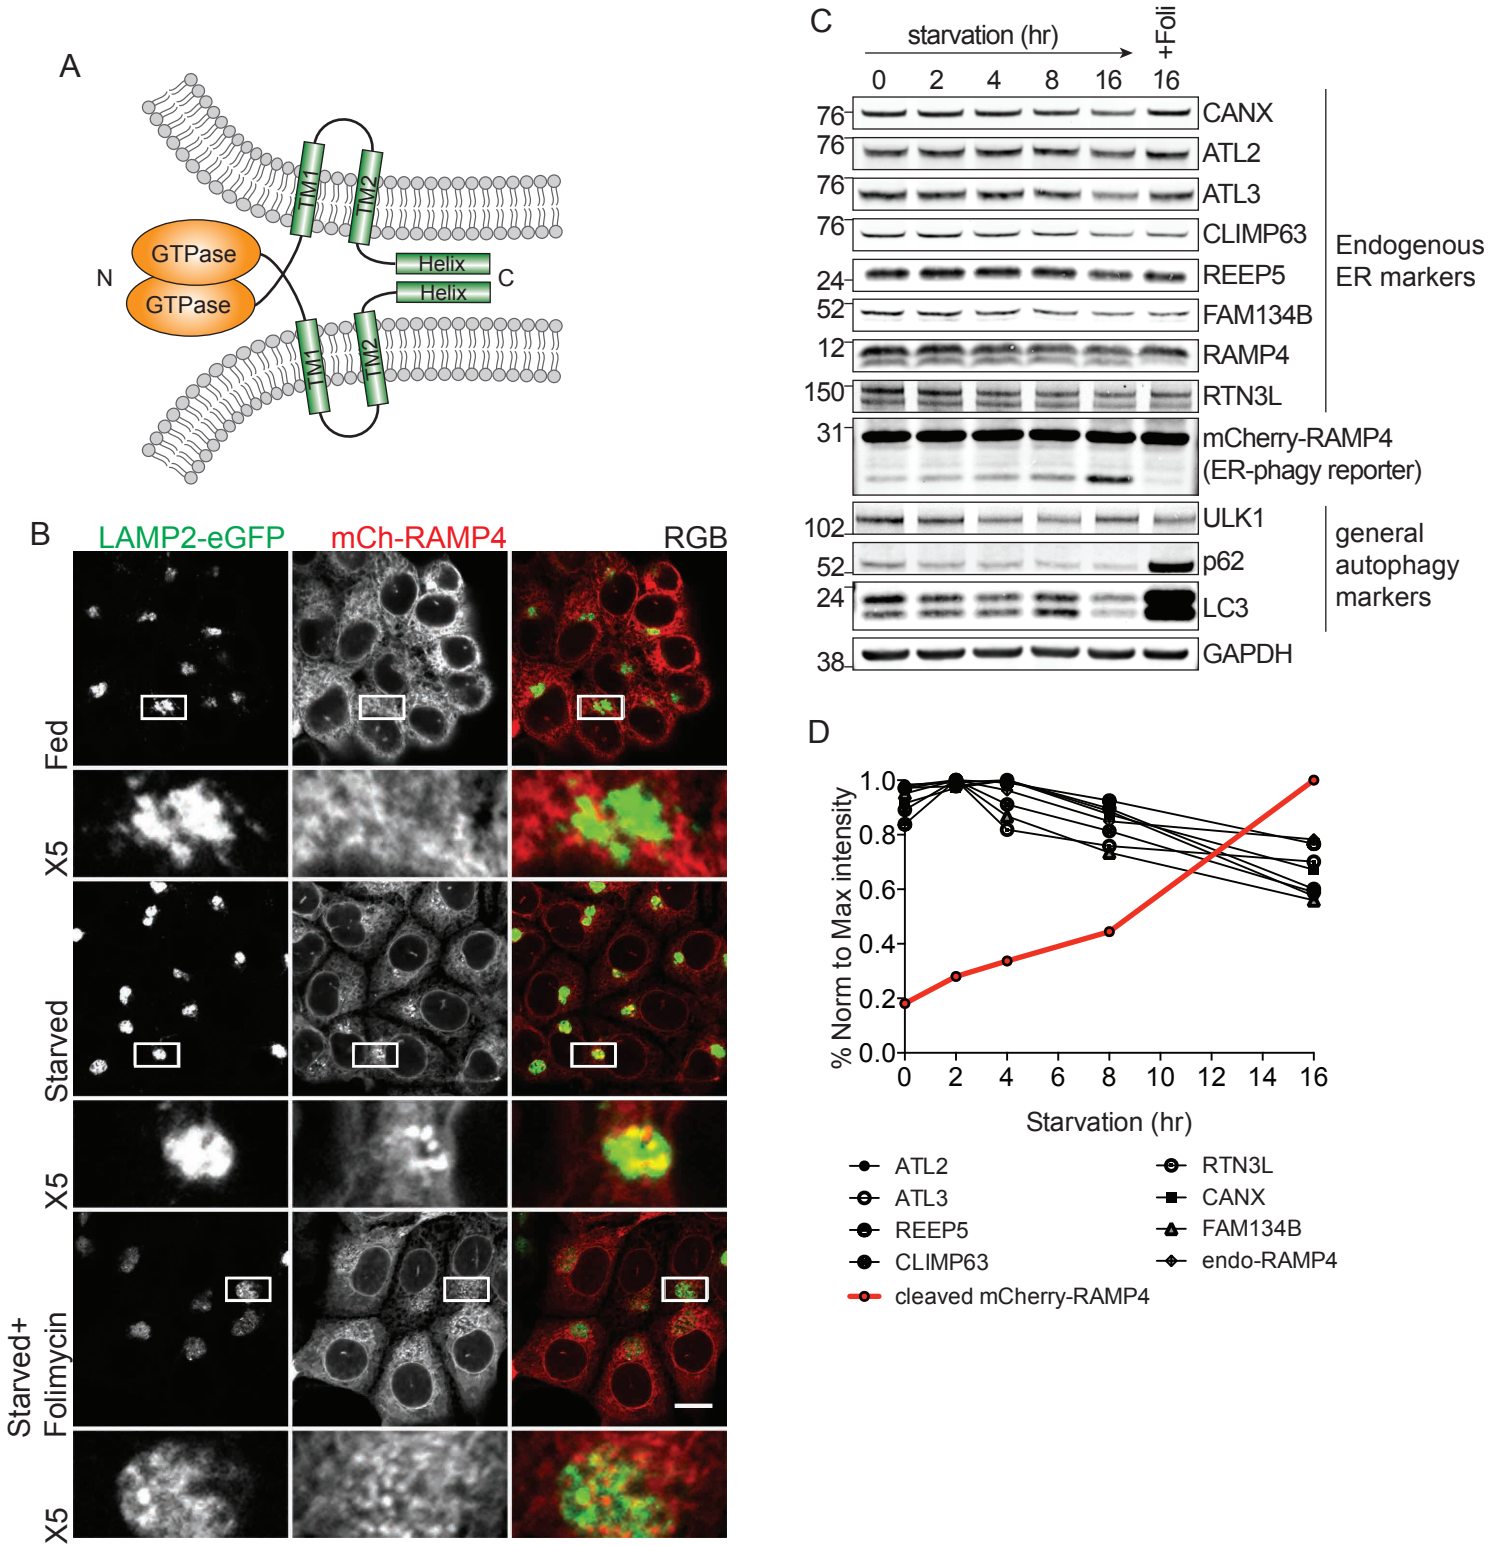 A
TM1
TM2
GTPase
N
GTPase
Helix
C
Helix
TM1
TM2
B
LAMP2-eGFP
mCh-RAMP4
RGB
Fed
X5
Starved
X5
Starved+
Folimycin
X5
C
starvation (hr)
+Foli
0 2 4 8 16 16
76 CANX
76 ATL2
76 ATL3
76 CLIMP63
24 REEP5
52 FAM134B
12 RAMP4
150 RTN3L
31 mCherry-RAMP4
(ER-phagy reporter)
Endogenous
ER markers
102 ULK1
52 p62
24 LC3
general
autophagy
markers
38 GAPDH
D
% Norm to Max intensity
1.0
0.8
0.6
0.4
0.2
0.0
0 2 4 6 8 10 12 14 16
Starvation (hr)
ATL2
ATL3
REEP5
CLIMP63
cleaved mCherry-RAMP4
RTN3L
CANX
FAM134B
endo-RAMP4